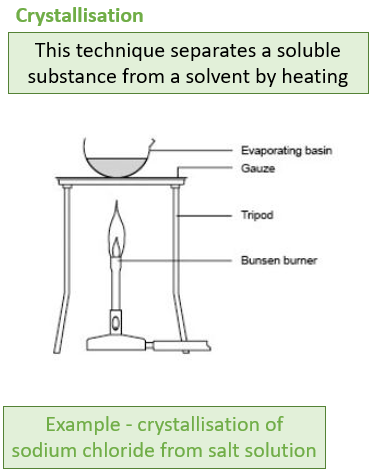 Crystallisation
This technique separates a soluble
substance from a solvent by heating
Evaporating basin
Gauze
Tripod
Bunsen burner
Example - crystallisation of
sodium chloride from salt solution